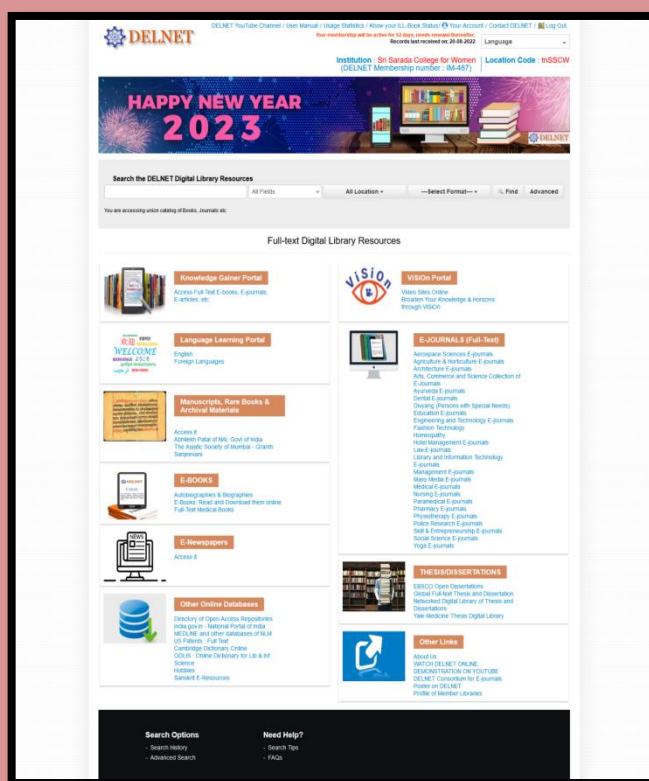 DELNET
DELNET YouTube Channel / User Manual / Usage Statistics / Know your ILL-Book Status/ Your Account / Contact DELNET / Log Out
Your membership will be active for 52 days, needs renewal thereafter.
Records last received on: 20-08-2022
Language
Institution : Sri Sarada College for Women
(DELNET Membership number : IM-487)
Location Code : tnSSCW
HAPPY NEW YEAR
2023
DELNET
Search the DELNET Digital Library Resources
All Fields
All Location
---Select Format---
Find
Advanced
You are accessing union catalog of Books, Journals etc
Full-text Digital Library Resources
Knowledge Gainer Portal
Access Full Text E-books, E-journals,
E-articles, etc.
Language Learning Portal
WELCOME
English
Foreign Languages
Manuscripts, Rare Books &
Archival Materials
Access it
Abhilekh Patal of NAI, Govt of India
The Asiatic Society of Mumbai - Granth
Sanjeevani
E-BOOKS
Autobiographies & Biographies
E-Books: Read and Download them online
Full-Text Medical Books
NEWS
E-Newspapers
Access it
Other Online Databases
Directory of Open Access Repositories
india.gov.in - National Portal of India
MEDLINE and other databases of NLM
US Patents : Full Text
Cambridge Dictionary Online
ODLIS : Online Dictionary for Lib & Inf
Science
Hobbies
Sanskrit E-Resources
ViSiOn
ViSiOn Portal
Video Sites Online
Broaden Your Knowledge & Horisons
through ViSiOn
E-JOURNALS (Full-Text)
Aerospace Sciences E-journals
Agriculture & Horticulture E-journals
Architecture E-journals
Arts, Commerce and Science Collection of
E-Journals
Ayurveda E-journals
Dental E-journals
Divyang (Persons with Special Needs)
Education E-journals
Engineering and Technology E-journals
Fashion Technology
Homeopathy
Hotel Management E-journals
Law E-journals
Library and Information Technology
E-journals
Management E-journals
Mass Media E-journals
Medical E-journals
Nursing E-journals
Paramedical E-journals
Pharmacy E-journals
Physiotherapy E-journals
Police Research E-journals
Skill & Entrepreneurship E-journals
Social Science E-journals
Yoga E-journals
THESIS/DISSERTATIONS
EBSCO Open Dissertations
Global Full-text Thesis and Dissertation
Networked Digital Library of Thesis and
Dissertations
Yale Medicine Thesis Digital Library
Other Links
About Us
WATCH DELNET ONLINE
DEMONSTRATION ON YOUTUBE
DELNET Consortium for E-journals
Poster on DELNET
Profile of Member Libraries
Search Options
- Search History
- Advanced Search
Need Help?
- Search Tips
- FAQs